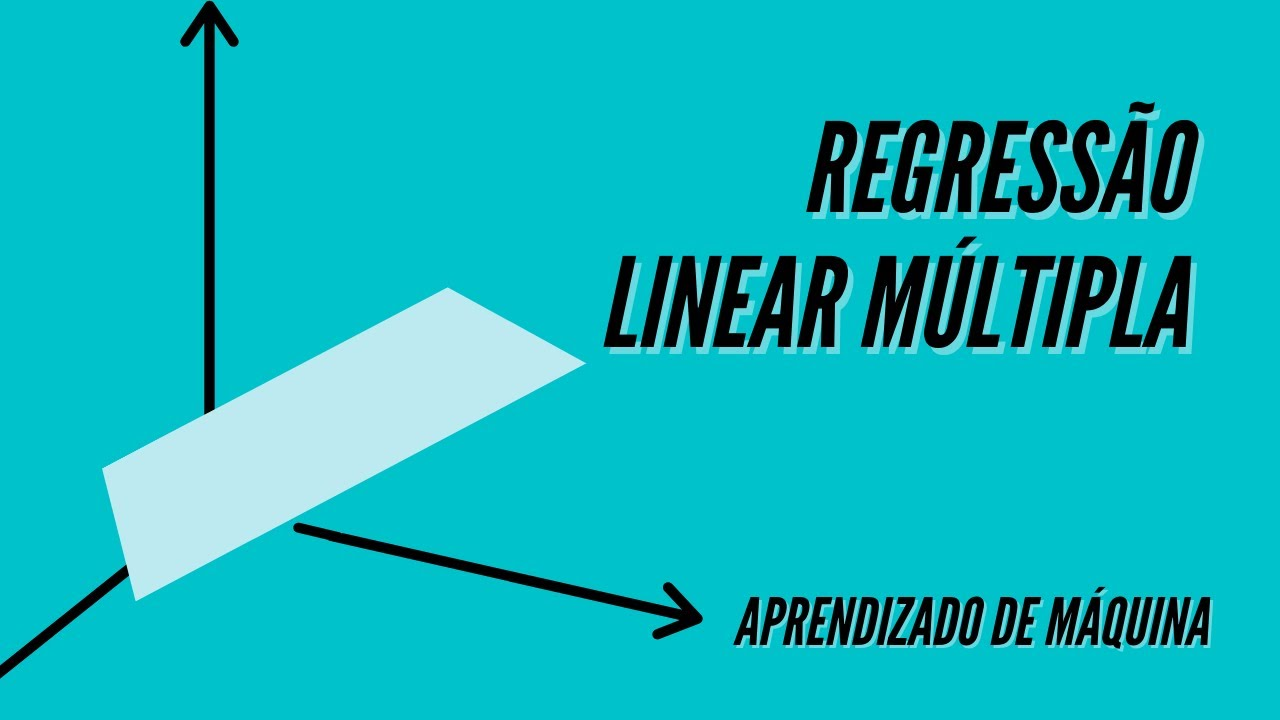 REGRESSÃO
LINEAR MÚLTIPLA
APRENDIZADO DE MÁQUINA